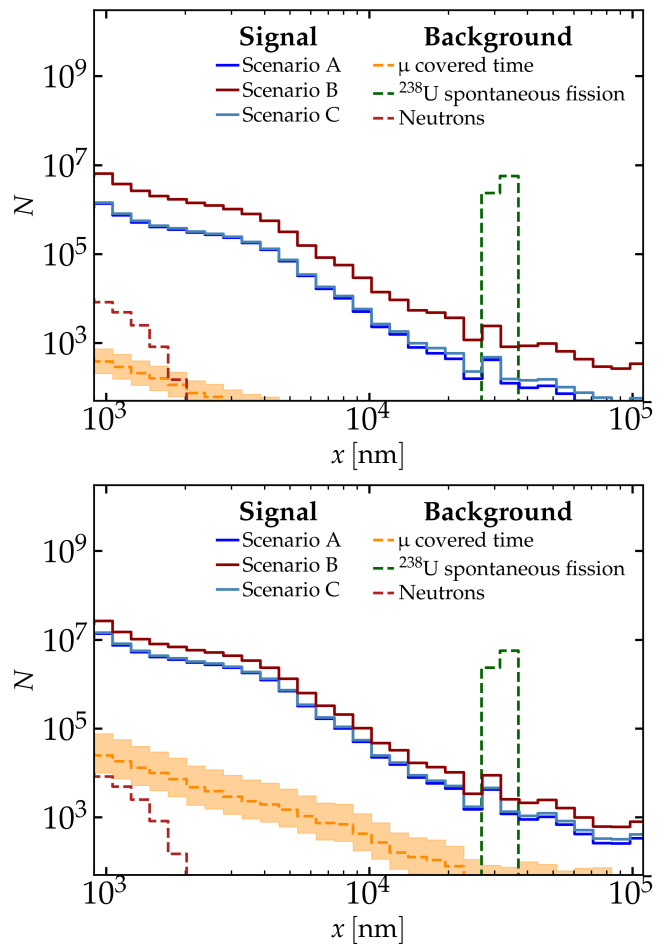 Signal Background
Scenario A μ covered time
Scenario B ²³⁸U spontaneous fission
Scenario C Neutrons
10⁹
10⁷
10⁵
10³
N
10³ 10⁴ 10⁵
x [nm]
Signal Background
Scenario A μ covered time
Scenario B ²³⁸U spontaneous fission
Scenario C Neutrons
10⁹
10⁷
10⁵
10³
N
10³ 10⁴ 10⁵
x [nm]